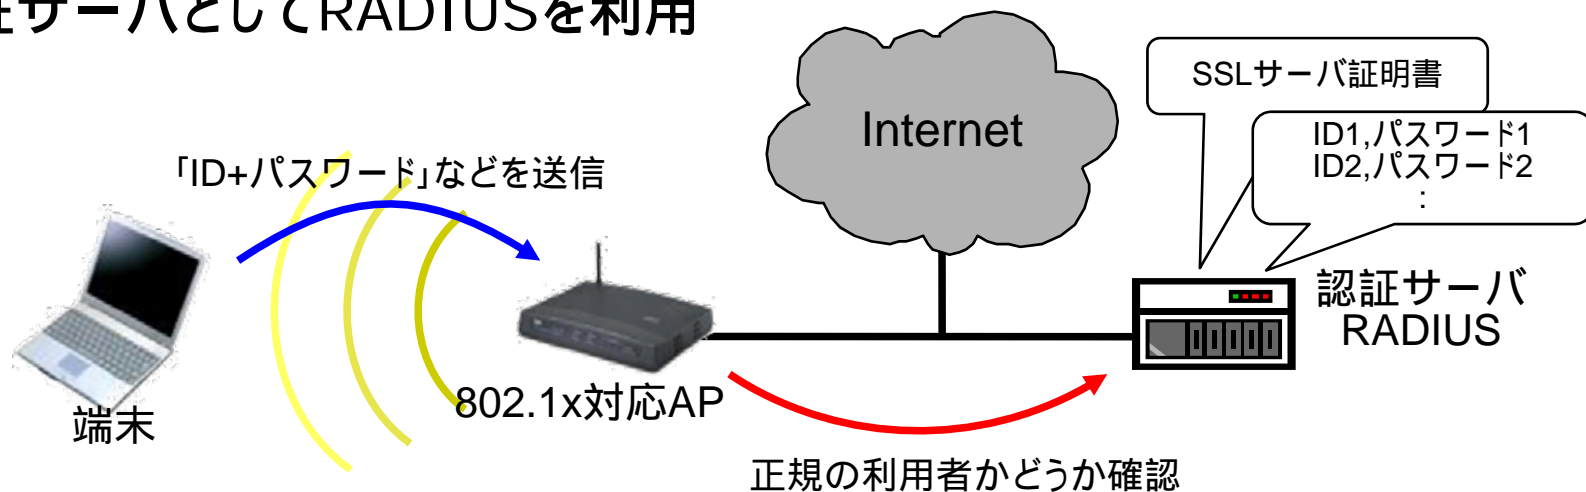 証サーバとしてRADIUSを利用
SSLサーバ証明書
Internet
ID1,パスワード1
ID2,パスワード2
:
「ID+パスワード」などを送信
認証サーバ
RADIUS
802.1x対応AP
端末
正規の利用者かどうか確認